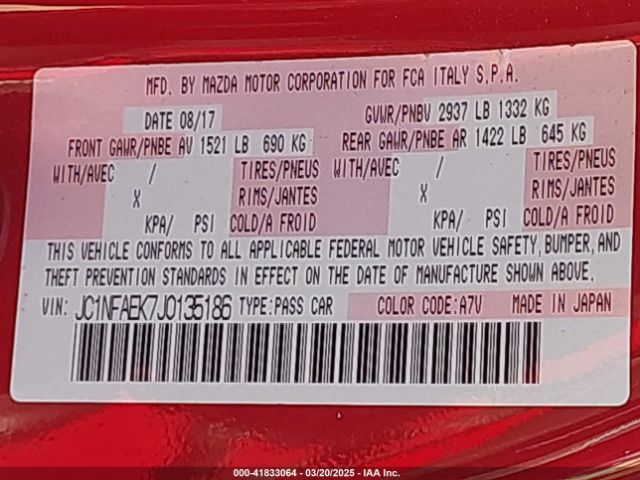 MFD. BY MAZDA MOTOR CORPORATION FOR FCA ITALY S.P.A.
DATE 08/17 GVWR/PNBV 2937 LB 1332 KG
FRONT GAWR/PNBE AV 1521 LB 690 KG REAR GAWR/PNBE AR 1422 LB 645 KG
WITH/AVEC / TIRES/PNEUS WITH/AVEC / TIRES/PNEUS
X RIMS/JANTES X RIMS/JANTES
KPA/ PSI COLD/A FROID KPA/ PSI COLD/A FROID
THIS VEHICLE CONFORMS TO ALL APPLICABLE FEDERAL MOTOR VEHICLE SAFETY, BUMPER, AND
THEFT PREVENTION STANDARDS IN EFFECT ON THE DATE OF MANUFACTURE SHOWN ABOVE.
VIN: JC1NFAEK7J0135186 TYPE:PASS CAR COLOR CODE:A7V MADE IN JAPAN
000-41833064 | 03/20/2025 | IAA Inc.